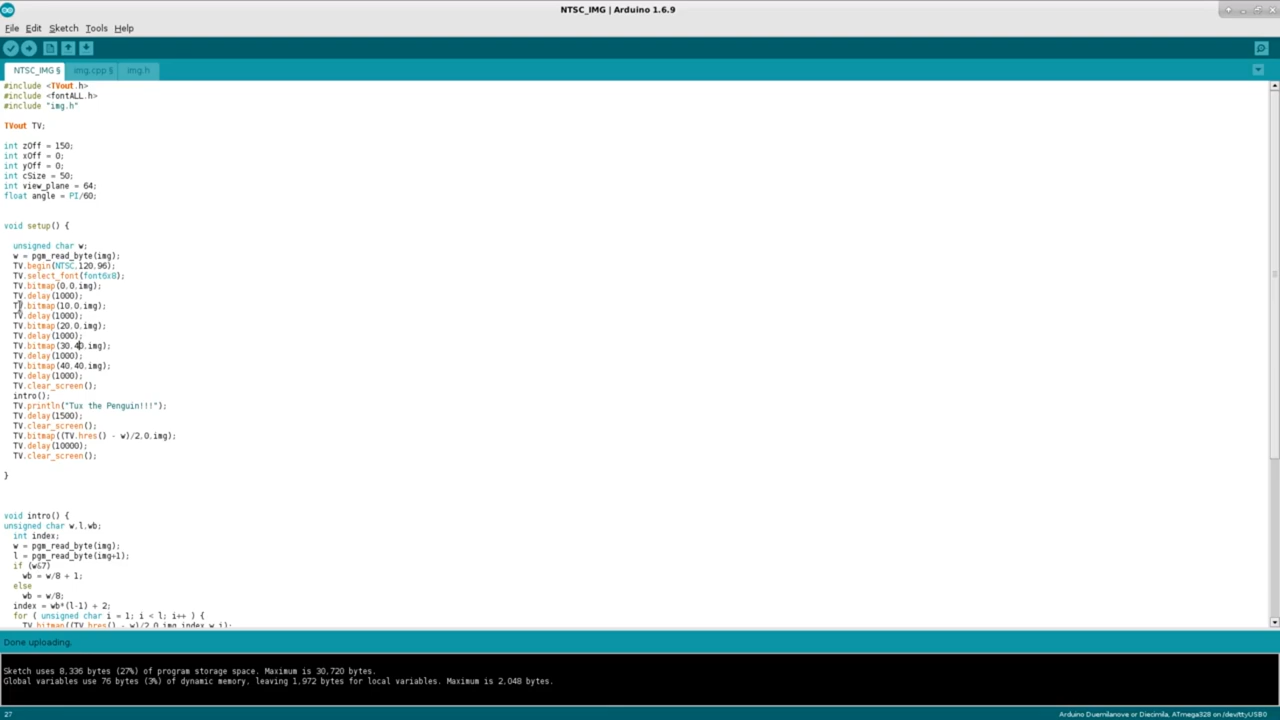 NTSC_IMG | Arduino 1.6.9
File Edit Sketch Tools Help
NTSC_IMG § eng.cpp § img.h
#include <TVout.h>
#include <fontALL.h>
#include "img.h"
TVout TV;
int zOff = 150;
int xOff = 0;
int yOff = 0;
int cSize = 50;
int view_plane = 64;
float angle = PI/60;
void setup() {
unsigned char w;
w = pgm_read_byte(img);
TV.begin(NTSC,120,96);
TV.select_font(font6x8);
TV.bitmap(0,0,img);
TV.delay(1000);
TV.bitmap(10,0,img);
TV.delay(1000);
TV.bitmap(20,0,img);
TV.delay(1000);
TV.bitmap(30,40,img);
TV.delay(1000);
TV.bitmap(40,40,img);
TV.delay(1000);
TV.clear_screen();
intro();
TV.println("Tux the Penguin!!!");
TV.delay(1500);
TV.clear_screen();
TV.bitmap((TV.hres() - w)/2,0,img);
TV.delay(10000);
TV.clear_screen();
}
void intro() {
unsigned char w,l,wb;
int index;
w = pgm_read_byte(img);
l = pgm_read_byte(img+1);
if (w&7)
wb = w/8 + 1;
else
wb = w/8;
index = wb*(l-1) + 2;
for ( unsigned char i = 1; i < l; i++ ) {
TV.bitmap((TV.hres() - w)/2,0,img,index,w,i);
Done uploading.
Sketch uses 8,336 bytes (27%) of program storage space. Maximum is 30,720 bytes.
Global variables use 76 bytes (3%) of dynamic memory, leaving 1,972 bytes for local variables. Maximum is 2,048 bytes.
27 Arduino Duemilanove or Diecimila, ATmega328 on /dev/ttyUSB0